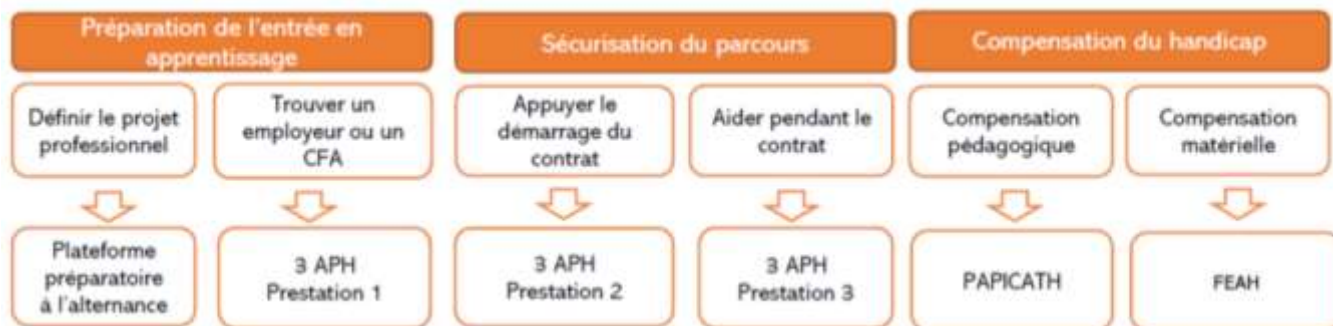 Préparation de l'entrée en
apprentissage
Sécurisation du parcours
Compensation du handicap
Définir le projet
professionnel
Trouver un
employeur ou un
CFA
Appuyer le
démarrage du
contrat
Aider pendant le
contrat
Compensation
pédagogique
Compensation
matérielle
Plateforme
préparatoire
à l'alternance
3 APH
Prestation 1
3 APH
Prestation 2
3 APH
Prestation 3
PAPICATH
FEAH